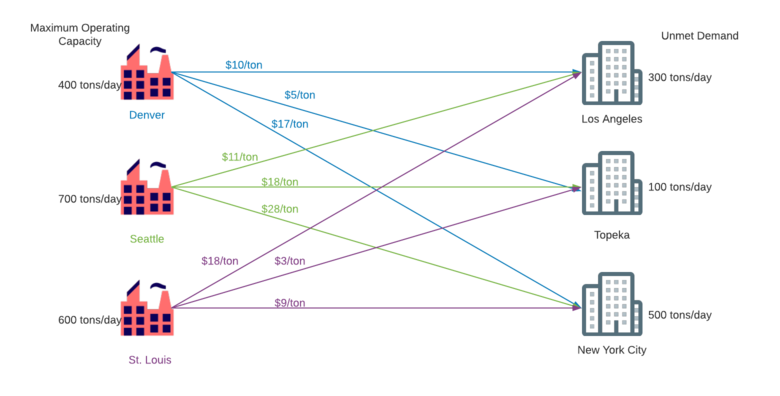 Maximum Operating
Capacity
Unmet Demand
$10/ton
400 tons/day
300 tons/day
$5/ton
Denver
$17/ton
Los Angeles
$11/ton
$18/ton
700 tons/day
100 tons/day
$28/ton
Seattle
Topeka
$18/ton
$3/ton
$9/ton
600 tons/day
500 tons/day
St. Louis
New York City